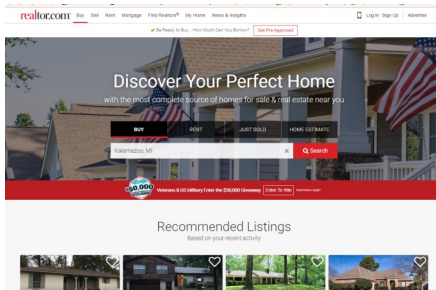 realtor.com Buy Sell Rent Mortgage Find Realtors® My Home News & Insights Log In Sign Up Advertise
Be Ready to Buy... How Much Can You Borrow? Get Pre-Approved
Discover Your Perfect Home
with the most complete source of homes for sale & real estate near you
BUY RENT JUST SOLD HOME ESTIMATE
Kalamazoo, MI × Search
$50,000 Veterans & US Military Enter the $50,000 Giveaway Enter To Win
Recommended Listings
Based on your recent activity